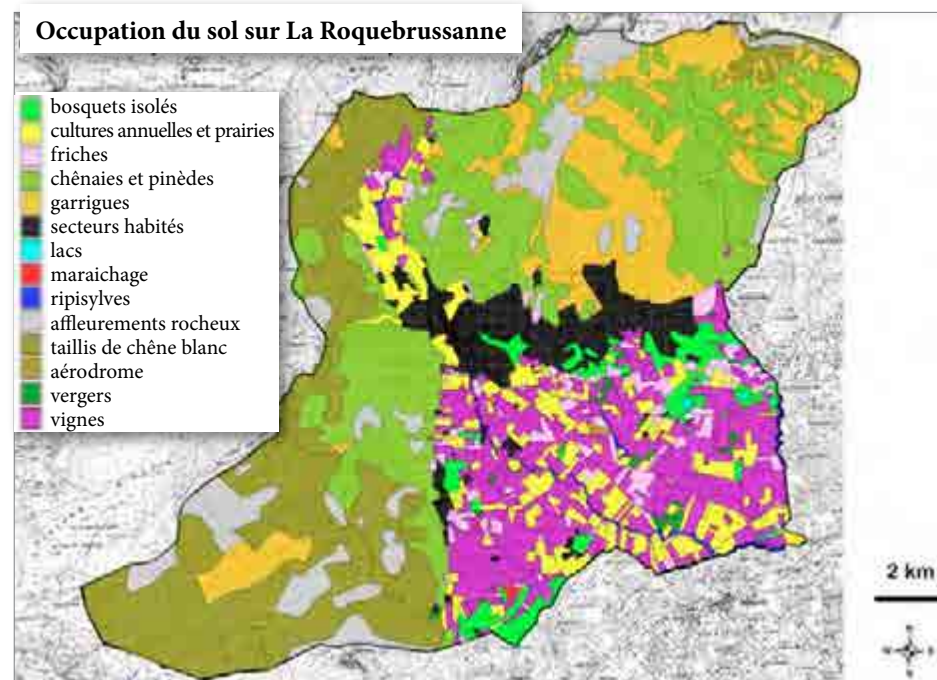 Occupation du sol sur La Roquebrussanne
bosquets isolés
cultures annuelles et prairies
friches
chênaies et pinèdes
garrigues
secteurs habités
lacs
maraichage
ripisylves
affleurements rocheux
taillis de chêne blanc
aérodrome
vergers
vignes
2 km